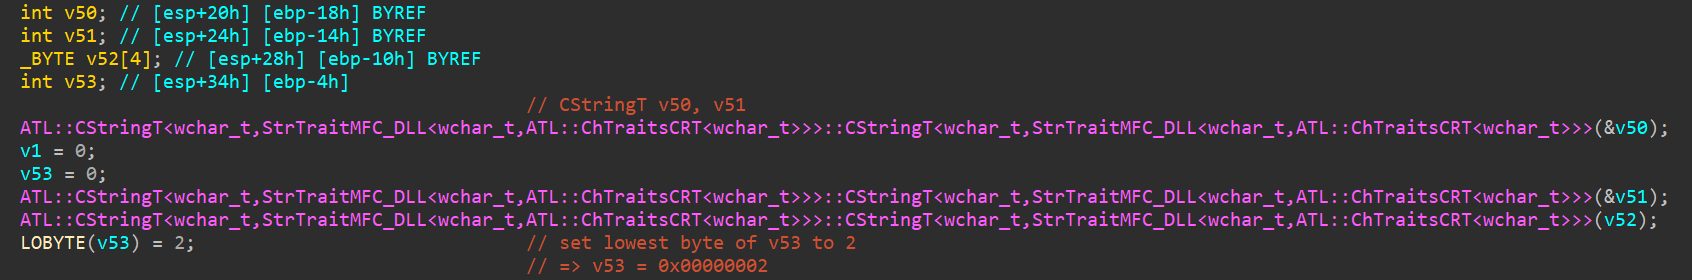 int v50; // [esp+20h] [ebp-18h] BYREF
int v51; // [esp+24h] [ebp-14h] BYREF
_BYTE v52[4]; // [esp+28h] [ebp-10h] BYREF
int v53; // [esp+34h] [ebp-4h]
// CStringT v50, v51
ATL::CStringT<wchar_t,StrTraitMFC_DLL<wchar_t,ATL::ChTraitsCRT<wchar_t>>>::CStringT<wchar_t,StrTraitMFC_DLL<wchar_t,ATL::ChTraitsCRT<wchar_t>>>(&v50);
v1 = 0;
v53 = 0;
ATL::CStringT<wchar_t,StrTraitMFC_DLL<wchar_t,ATL::ChTraitsCRT<wchar_t>>>::CStringT<wchar_t,StrTraitMFC_DLL<wchar_t,ATL::ChTraitsCRT<wchar_t>>>(&v51);
ATL::CStringT<wchar_t,StrTraitMFC_DLL<wchar_t,ATL::ChTraitsCRT<wchar_t>>>::CStringT<wchar_t,StrTraitMFC_DLL<wchar_t,ATL::ChTraitsCRT<wchar_t>>>(v52);
LOBYTE(v53) = 2; // set lowest byte of v53 to 2
// => v53 = 0x00000002